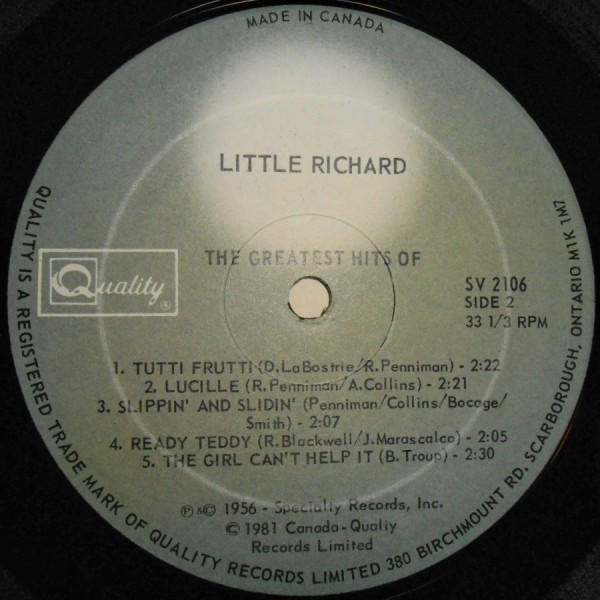 MADE IN CANADA
LITTLE RICHARD
THE GREATEST HITS OF
Quality ®
SV 2106
SIDE 2
33 1/3 RPM
1. TUTTI FRUTTI (D. LaBostrie/R. Penniman) - 2:22
2. LUCILLE (R. Penniman/A. Collins) - 2:21
3. SLIPPIN' AND SLIDIN' (Penniman/Collins/Bocage/
Smith) - 2:07
4. READY TEDDY (R. Blackwell/J. Marascalco) - 2:05
5. THE GIRL CAN'T HELP IT (B. Troup) - 2:30
℗&© 1956 - Specialty Records, Inc.
© 1981 Canada-Qualiy
Records Limited
QUALITY IS A REGISTERED TRADE MARK OF QUALITY RECORDS LIMITED 380 BIRCHMOUNT RD. SCARBOROUGH, ONTARIO M1K 1M7